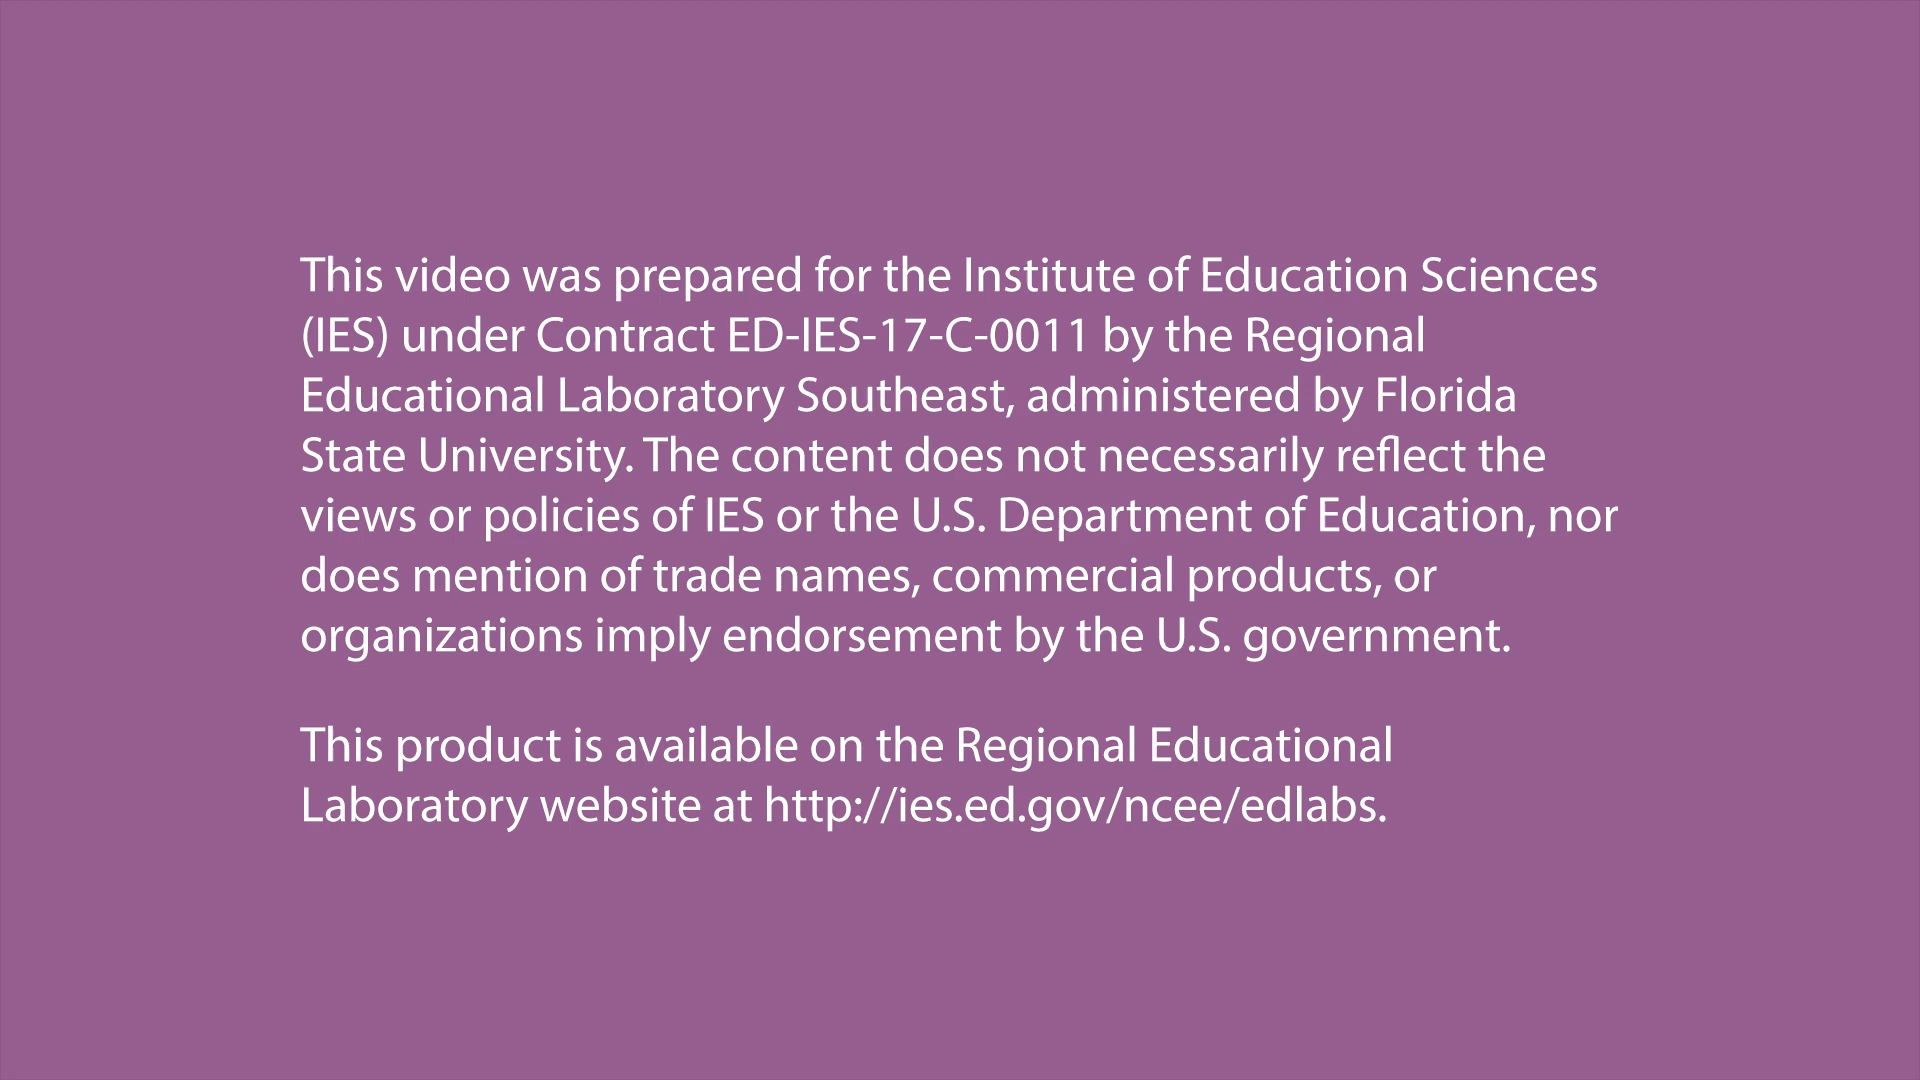 This video was prepared for the Institute of Education Sciences
(IES) under Contract ED-IES-17-C-0011 by the Regional
Educational Laboratory Southeast, administered by Florida
State University. The content does not necessarily reflect the
views or policies of IES or the U.S. Department of Education, nor
does mention of trade names, commercial products, or
organizations imply endorsement by the U.S. government.
This product is available on the Regional Educational
Laboratory website at http://ies.ed.gov/ncee/edlabs.